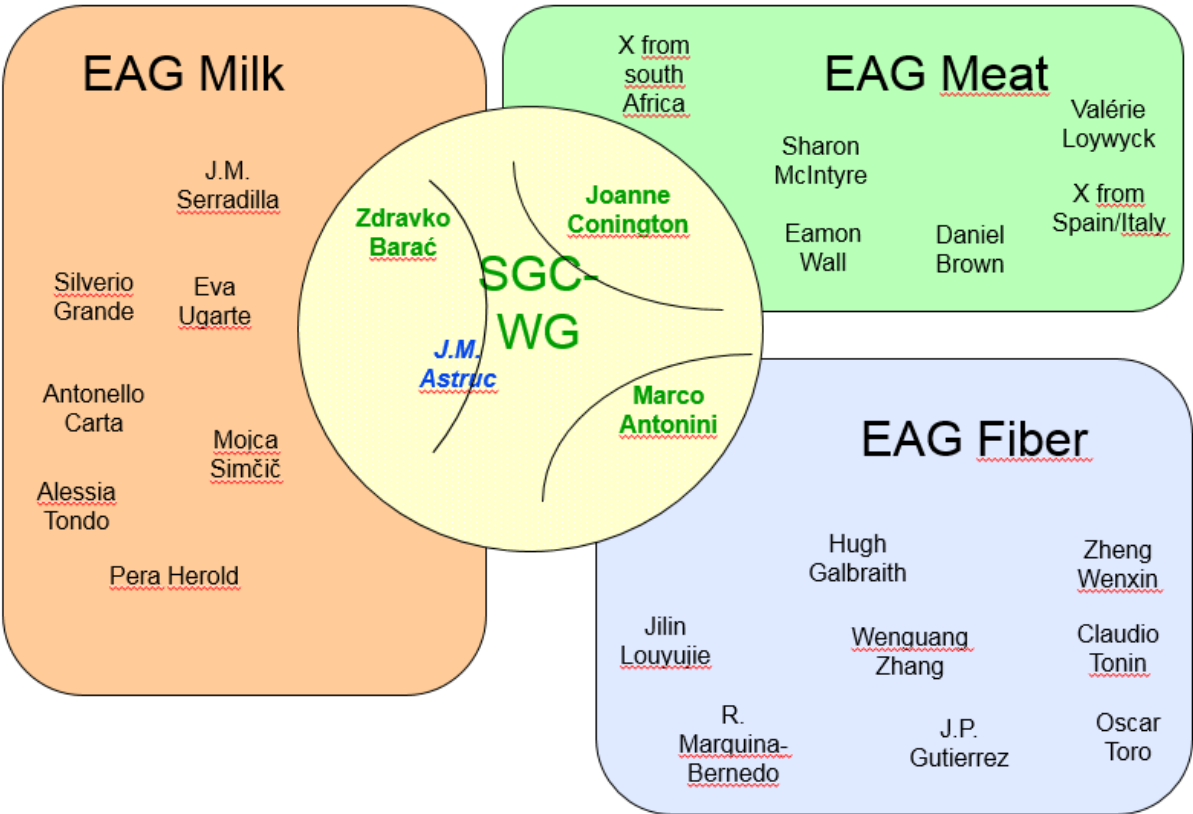 EAG Milk
J.M.
Serradilla
Silverio
Grande
Eva
Ugarte
Antonello
Carta
Mojca
Simčič
Alessia
Tondo
Pera Herold
Zdravko
Barać
J.M.
Astruc
SGC-
WG
Joanne
Conington
Marco
Antonini
X from
south
Africa
EAG Meat
Valérie
Loywyck
Sharon
McIntyre
X from
Spain/Italy
Eamon
Wall
Daniel
Brown
EAG Fiber
Hugh
Galbraith
Zheng
Wenxin
Jilin
Louyujie
Wenguang
Zhang
Claudio
Tonin
R.
Marquina-
Bernedo
J.P.
Gutierrez
Oscar
Toro